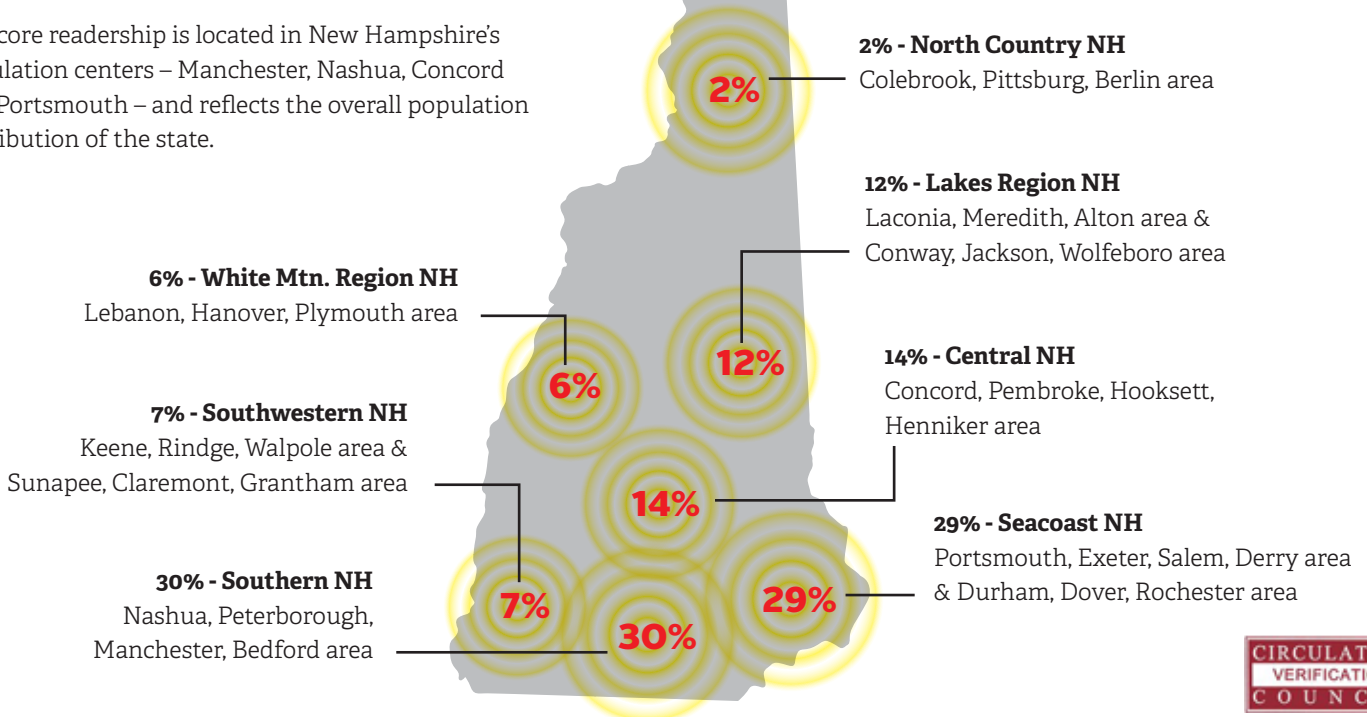 core readership is located in New Hampshire's
ulation centers – Manchester, Nashua, Concord
Portsmouth – and reflects the overall population
ibution of the state.
2% - North Country NH
Colebrook, Pittsburg, Berlin area
2%
12% - Lakes Region NH
Laconia, Meredith, Alton area &
Conway, Jackson, Wolfeboro area
12%
6% - White Mtn. Region NH
Lebanon, Hanover, Plymouth area
6%
14% - Central NH
Concord, Pembroke, Hooksett,
Henniker area
14%
7% - Southwestern NH
Keene, Rindge, Walpole area &
Sunapee, Claremont, Grantham area
7%
29% - Seacoast NH
Portsmouth, Exeter, Salem, Derry area
& Durham, Dover, Rochester area
29%
30% - Southern NH
Nashua, Peterborough,
Manchester, Bedford area
30%
CIRCULAT
VERIFICATI
COUNC